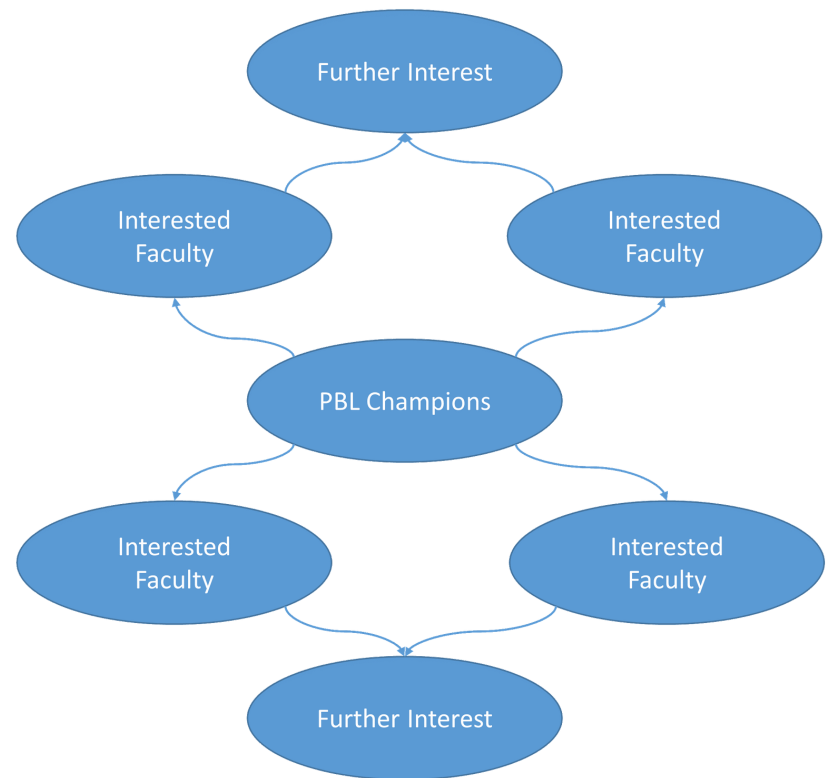 Further Interest
Interested
Faculty
Interested
Faculty
PBL Champions
Interested
Faculty
Interested
Faculty
Further Interest